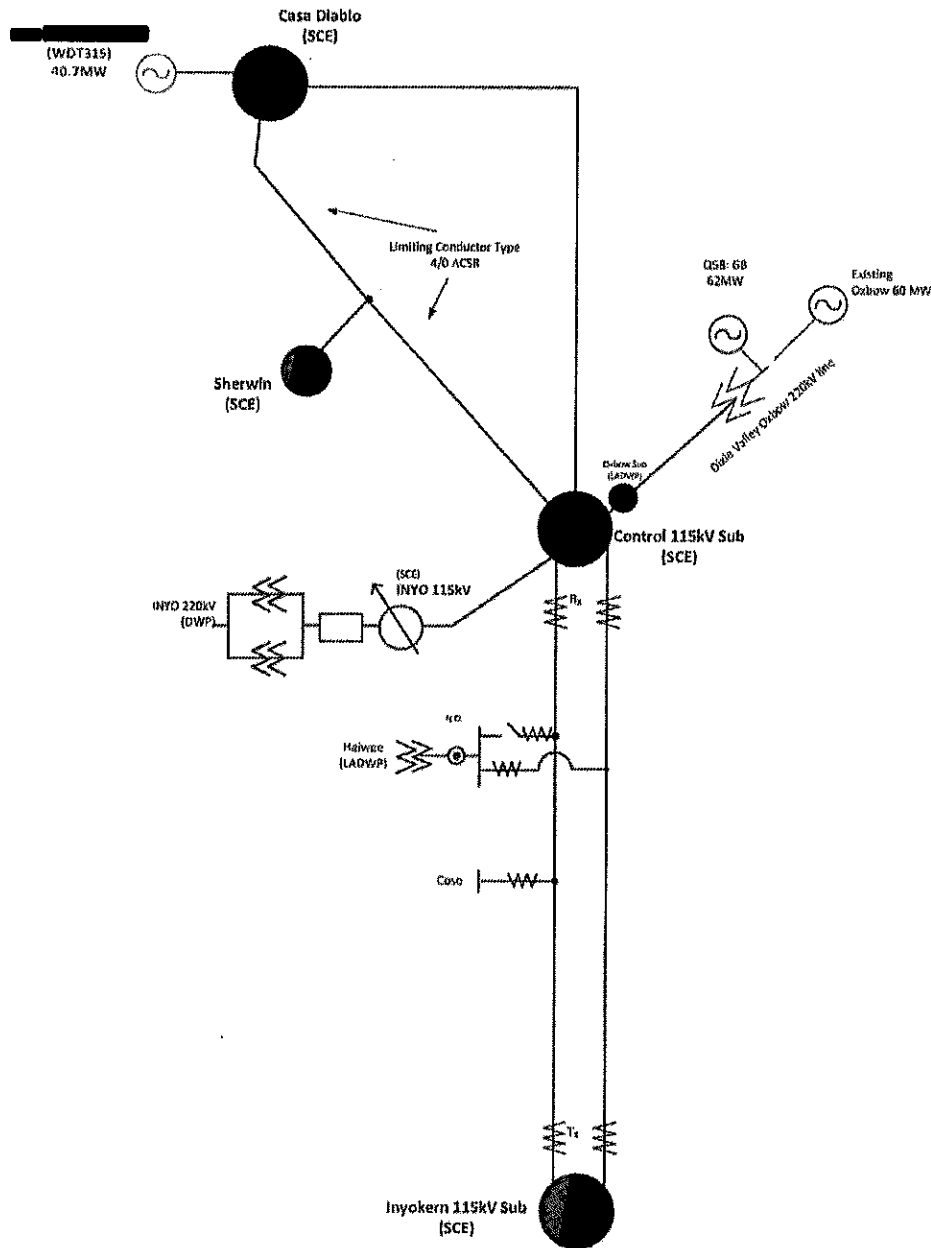 Casa Diablo
(SCE)
(WDT315)
40.7MW
Limiting Conductor Type
4/0 ACSR
QSB: 68
62MW
Existing
Oxbow 60 MW
Sherwin
(SCE)
Dixie Valley Oxbow 220kV line
Oxbow Sub
(LADWP)
Control 115kV Sub
(SCE)
(SCE)
INYO 115kV
INYO 220kV
(DWP)
Rx
N.O.
Haiwee
(LADWP)
Coso
Tx
Inyokern 115kV Sub
(SCE)